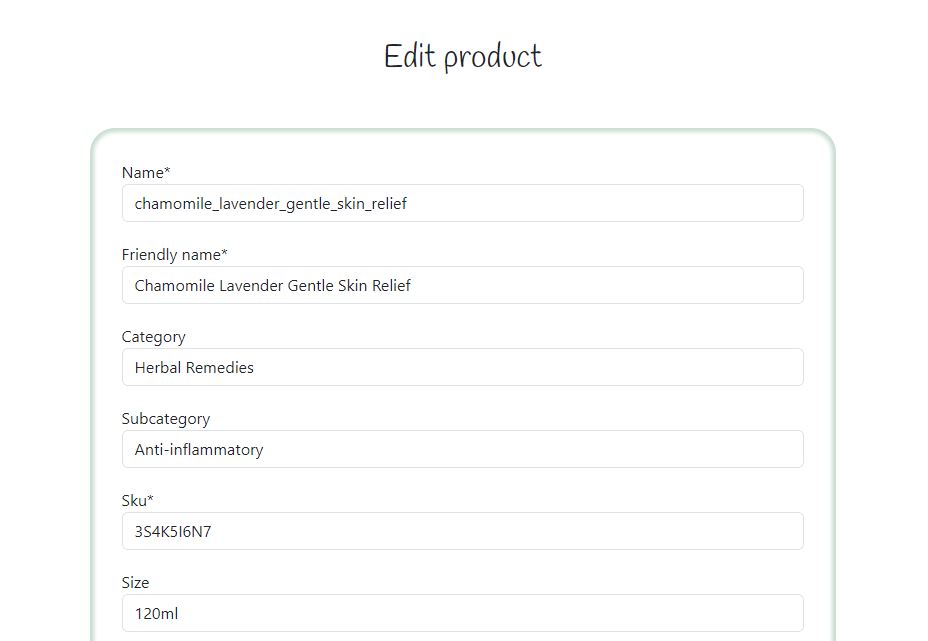 Edit product
Name*
chamomile_lavender_gentle_skin_relief
Friendly name*
Chamomile Lavender Gentle Skin Relief
Category
Herbal Remedies
Subcategory
Anti-inflammatory
Sku*
3S4K5I6N7
Size
120ml